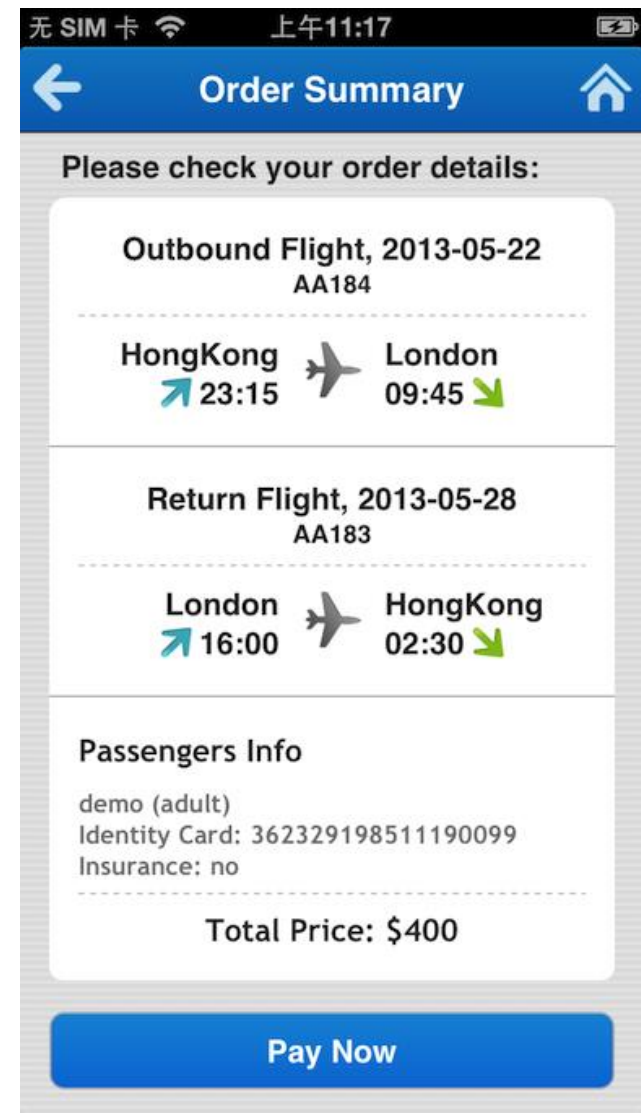 无 SIM 卡 上午11:17
Order Summary
Please check your order details:
Outbound Flight, 2013-05-22
AA184
HongKong London
23:15 09:45
Return Flight, 2013-05-28
AA183
London HongKong
16:00 02:30
Passengers Info
demo (adult)
Identity Card: 362329198511190099
Insurance: no
Total Price: $400
Pay Now